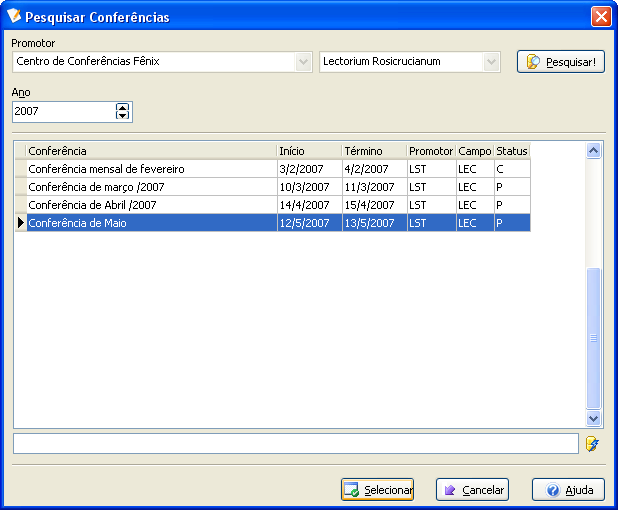 Pesquisar Conferências
Promotor
Centro de Conferências Fênix Lectorium Rosicrucianum Pesquisar!
Ano
2007
Conferência Início Término Promotor Campo Status
Conferência mensal de fevereiro 3/2/2007 4/2/2007 LST LEC C
Conferência de março /2007 10/3/2007 11/3/2007 LST LEC P
Conferência de Abril /2007 14/4/2007 15/4/2007 LST LEC P
Conferência de Maio 12/5/2007 13/5/2007 LST LEC P
Selecionar Cancelar Ajuda